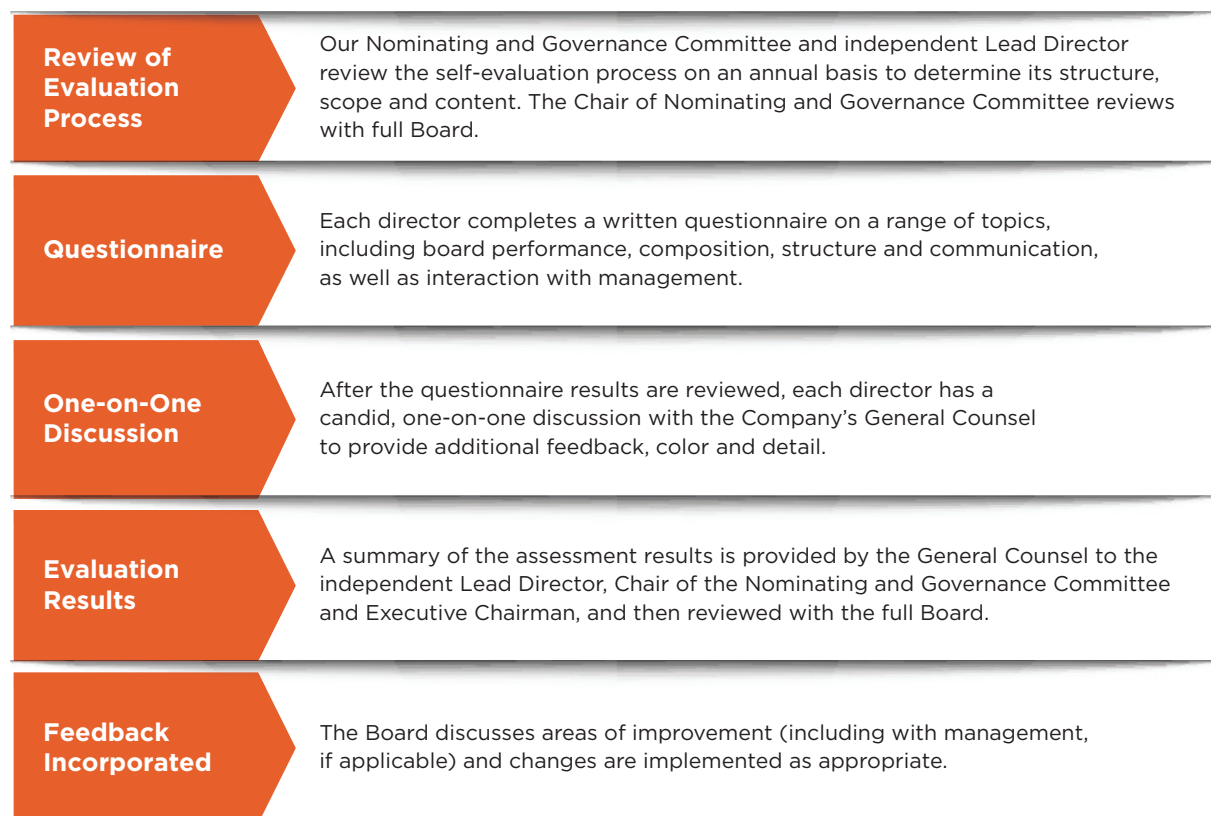 Review of
Evaluation
Process
Our Nominating and Governance Committee and independent Lead Director
review the self-evaluation process on an annual basis to determine its structure,
scope and content. The Chair of Nominating and Governance Committee reviews
with full Board.
Questionnaire
Each director completes a written questionnaire on a range of topics,
including board performance, composition, structure and communication,
as well as interaction with management.
One-on-One
Discussion
After the questionnaire results are reviewed, each director has a
candid, one-on-one discussion with the Company’s General Counsel
to provide additional feedback, color and detail.
Evaluation
Results
A summary of the assessment results is provided by the General Counsel to the
independent Lead Director, Chair of the Nominating and Governance Committee
and Executive Chairman, and then reviewed with the full Board.
Feedback
Incorporated
The Board discusses areas of improvement (including with management,
if applicable) and changes are implemented as appropriate.